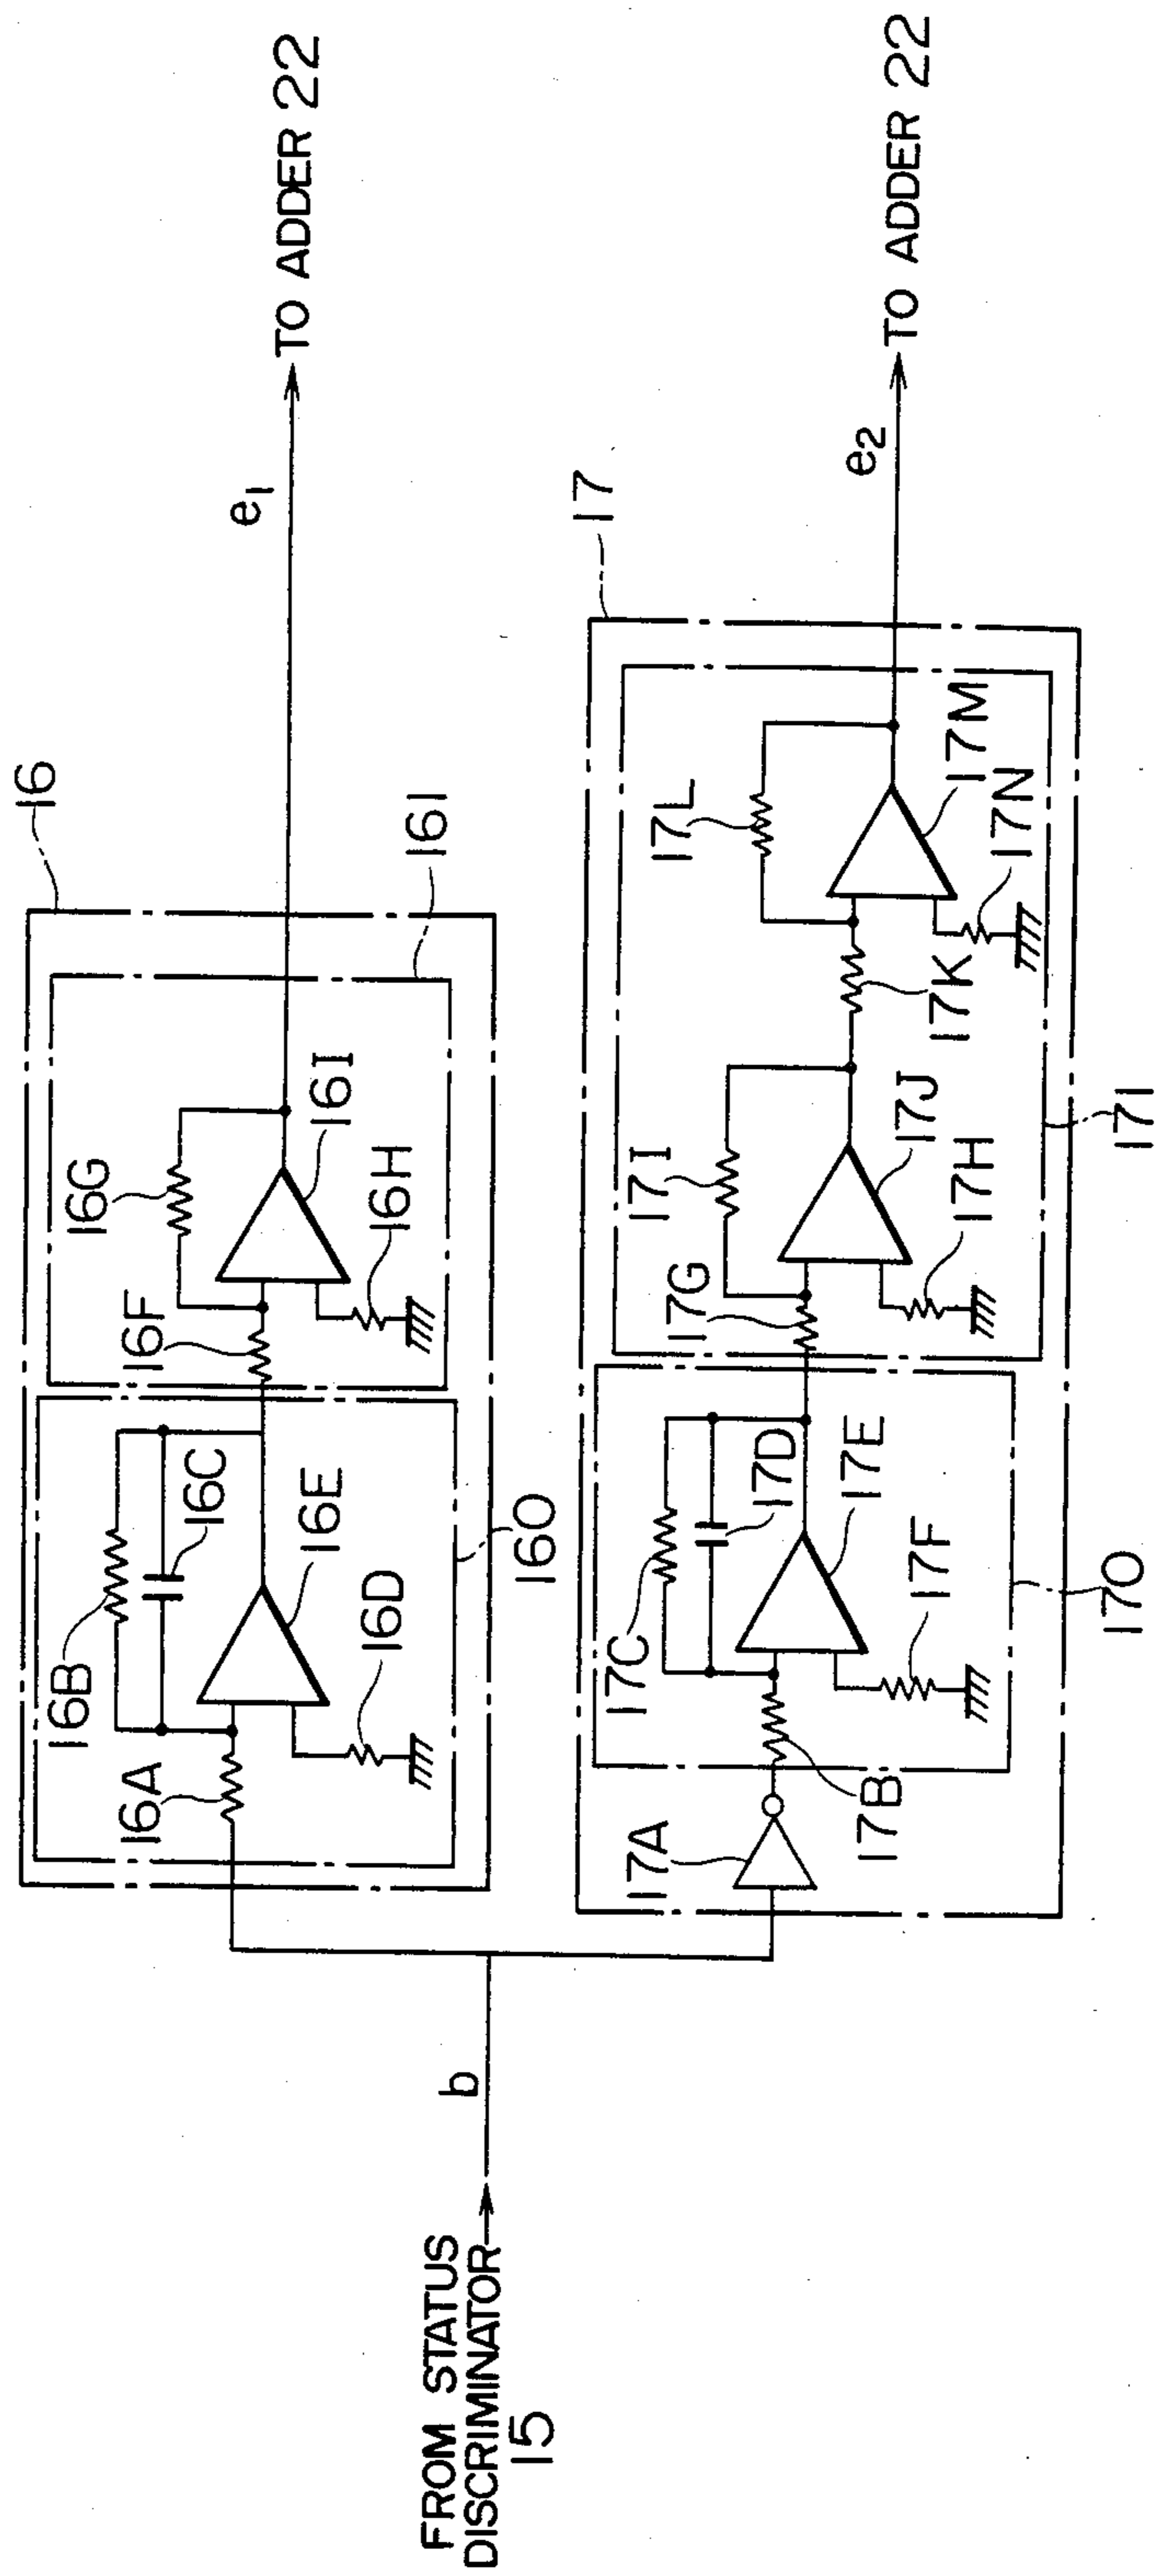 FROM STATUS
DISCRIMINATOR
15
b
16
160
16A
16B
16C
16D
16E
161
16F
16G
16H
16I
e1
TO ADDER 22
17
17A
170
17B
17C
17D
17E
17F
171
17G
17H
17I
17J
17K
17L
17M
17N
e2
TO ADDER 22